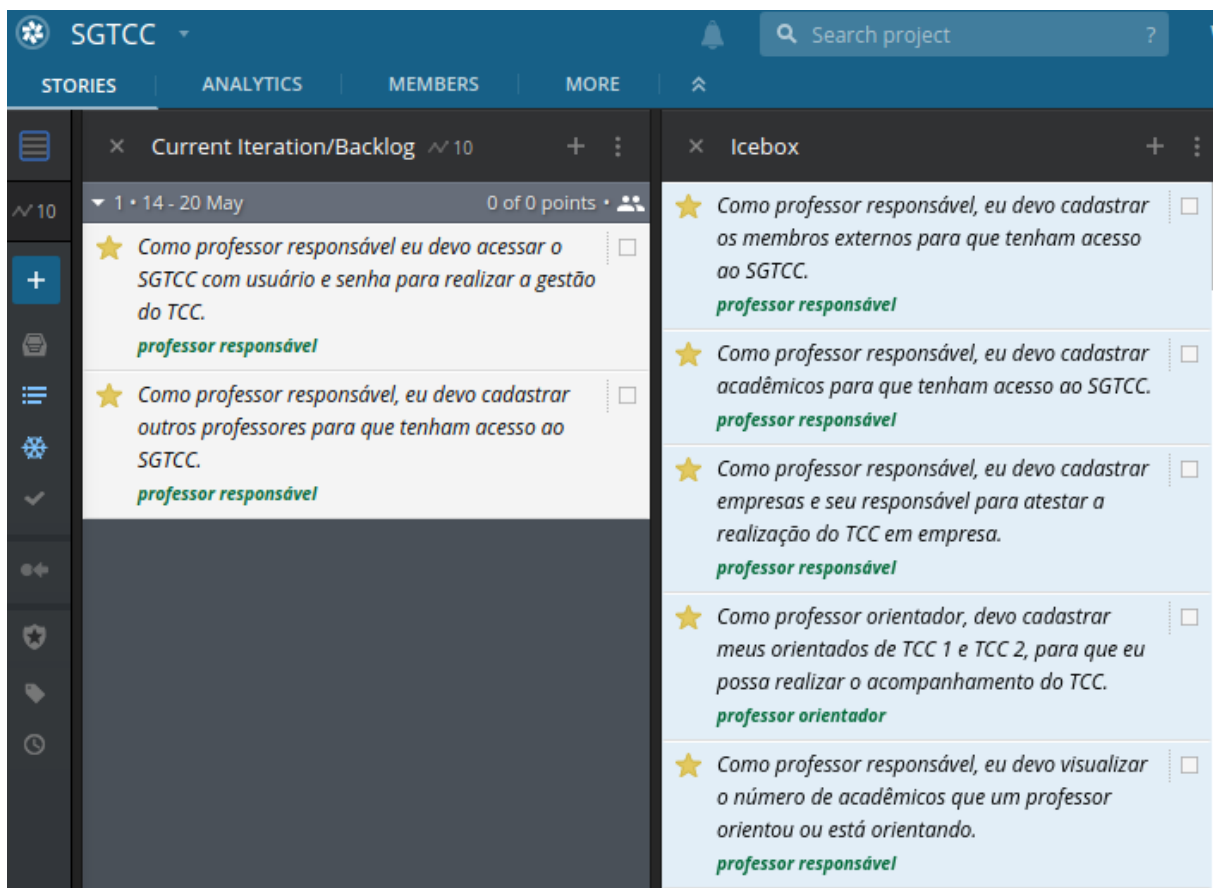 SGTCC
Search project ?
STORIES ANALYTICS MEMBERS MORE
Current Iteration/Backlog 10
10
1 • 14 - 20 May 0 of 0 points •
Como professor responsável eu devo acessar o
SGTCC com usuário e senha para realizar a gestão
do TCC.
professor responsável
Como professor responsável, eu devo cadastrar
outros professores para que tenham acesso ao
SGTCC.
professor responsável
Icebox
Como professor responsável, eu devo cadastrar
os membros externos para que tenham acesso
ao SGTCC.
professor responsável
Como professor responsável, eu devo cadastrar
acadêmicos para que tenham acesso ao SGTCC.
professor responsável
Como professor responsável, eu devo cadastrar
empresas e seu responsável para atestar a
realização do TCC em empresa.
professor responsável
Como professor orientador, devo cadastrar
meus orientados de TCC 1 e TCC 2, para que eu
possa realizar o acompanhamento do TCC.
professor orientador
Como professor responsável, eu devo visualizar
o número de acadêmicos que um professor
orientou ou está orientando.
professor responsável